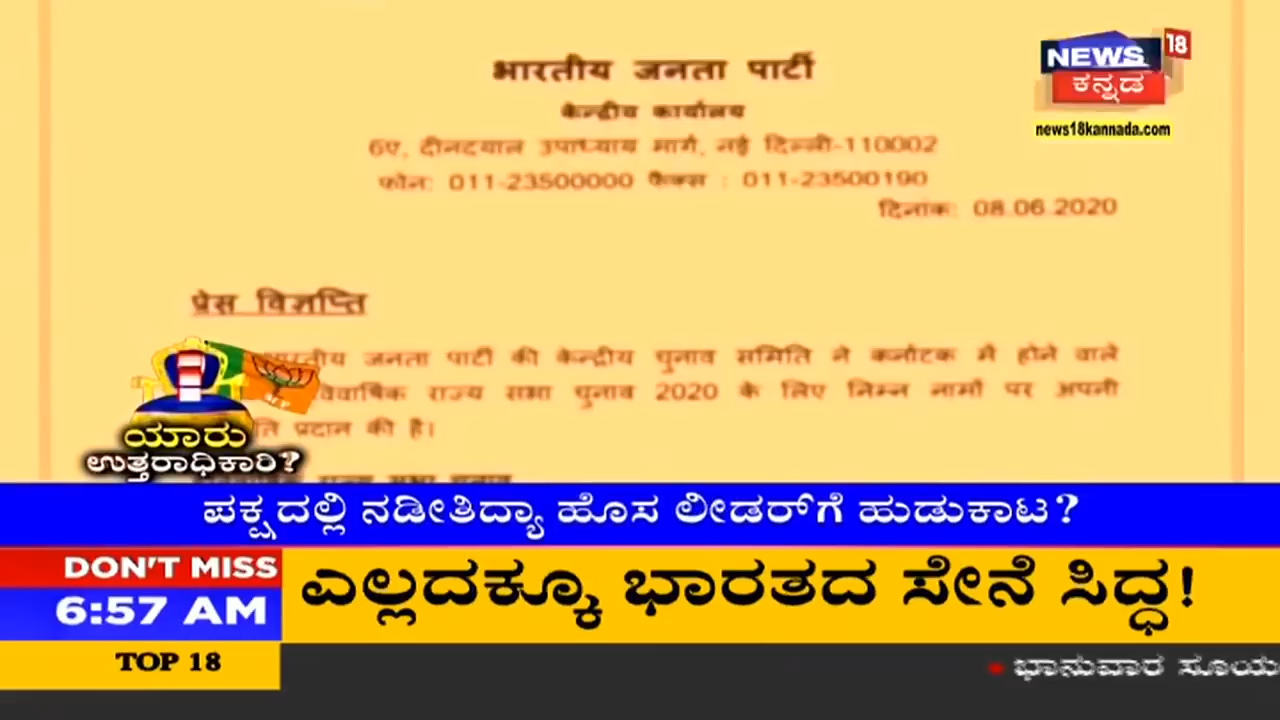 भारतीय जनता पार्टी
केन्द्रीय कार्यालय
6ए, दीनदयाल उपाध्याय मार्ग, नई दिल्ली-110002
फोन: 011-23500000 फैक्स : 011-23500190
दिनांक: 08.06.2020
NEWS 18
ಕನ್ನಡ
news18kannada.com
प्रेस विज्ञप्ति
भारतीय जनता पार्टी की केन्द्रीय चुनाव समिति ने कर्नाटक में होने वाले
राज्य सभा चुनाव 2020 के लिए निम्न नामों पर अपनी
प्रदान की है।
ಯಾರು
ಉತ್ತರಾಧಿಕಾರಿ?
ಪಕ್ಷದಲ್ಲಿ ನಡೀತಿದ್ಯಾ ಹೊಸ ಲೀಡರ್‌ಗೆ ಹುಡುಕಾಟ?
DON'T MISS
6:57 AM
ಎಲ್ಲದಕ್ಕೂ ಭಾರತದ ಸೇನೆ ಸಿದ್ಧ!
TOP 18
ಭಾನುವಾರ